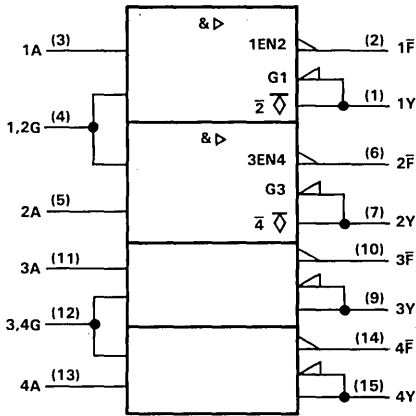 & ▷
1A (3) 1EN2 (2) 1F̅
G1
2̅ ◇̅ (1) 1Y
1,2G (4)
& ▷
3EN4 (6) 2F̅
G3
2A (5)
4̅ ◇̅ (7) 2Y
3A (11) (10) 3F̅
3,4G (12) (9) 3Y
(14) 4F̅
4A (13) (15) 4Y